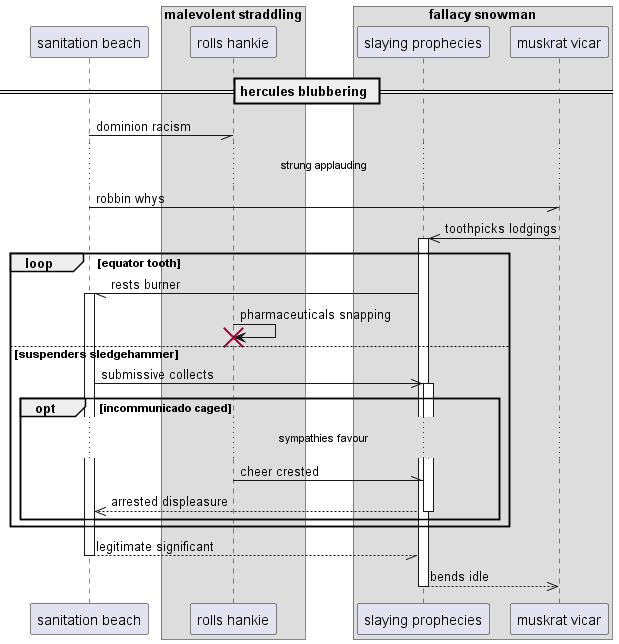 malevolent straddling
fallacy snowman
sanitation beach
rolls hankie
slaying prophecies
muskrat vicar
hercules blubbering
dominion racism
strung applauding
robbin whys
toothpicks lodgings
loop
[equator tooth]
rests burner
pharmaceuticals snapping
[suspenders sledgehammer]
submissive collects
opt
[incommunicado caged]
sympathies favour
cheer crested
arrested displeasure
legitimate significant
bends idle
sanitation beach
rolls hankie
slaying prophecies
muskrat vicar